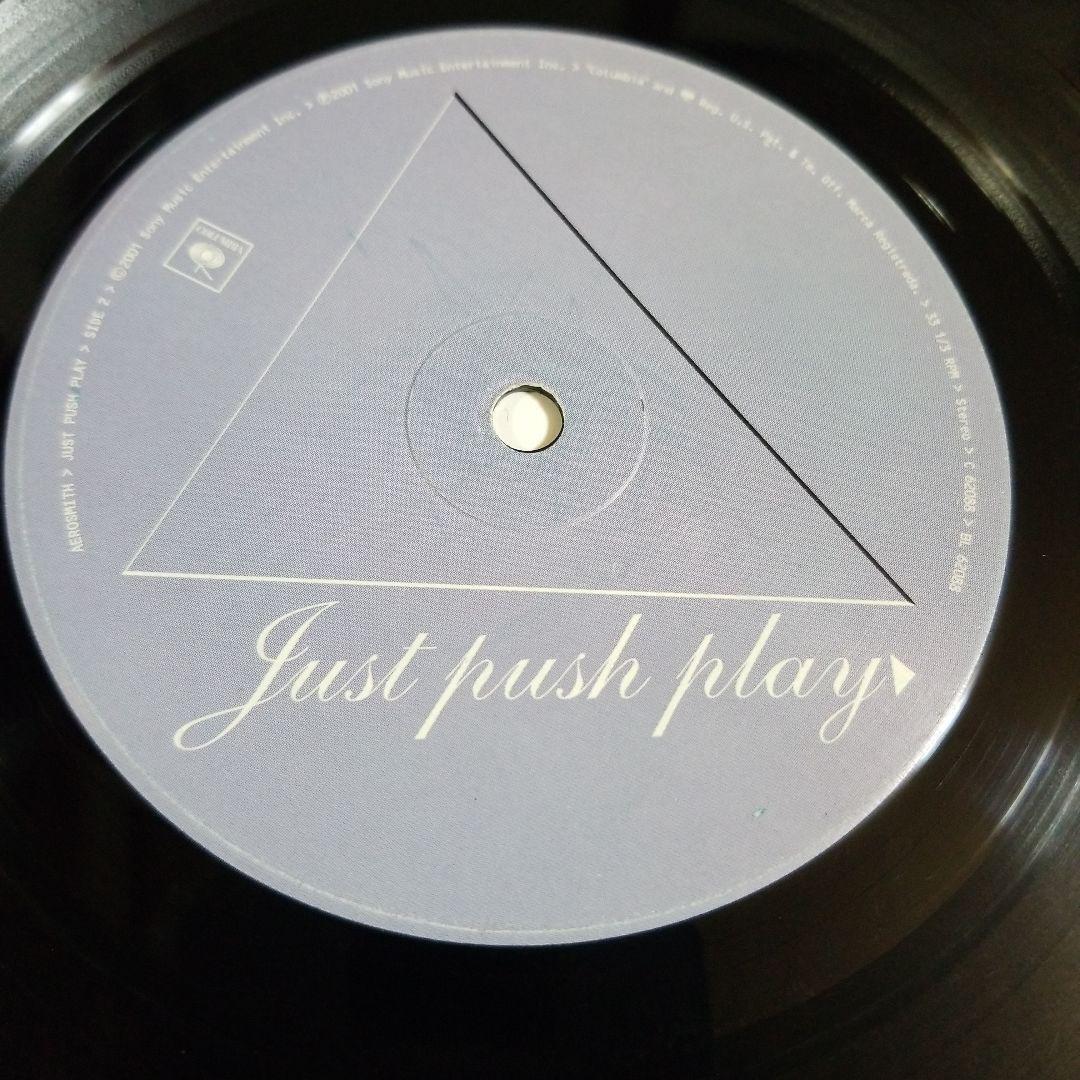 AEROSMITH > JUST PUSH PLAY > SIDE 2 > ©2001 Sony Music Entertainment Inc. > ℗2001 Sony Music Entertainment Inc. > "Columbia" and Reg. U.S. Pat. & Tm. Off. Marca Registrada. > 33 1/3 RPM > Stereo > C 62088 > BL 62088
COLUMBIA
Just push play